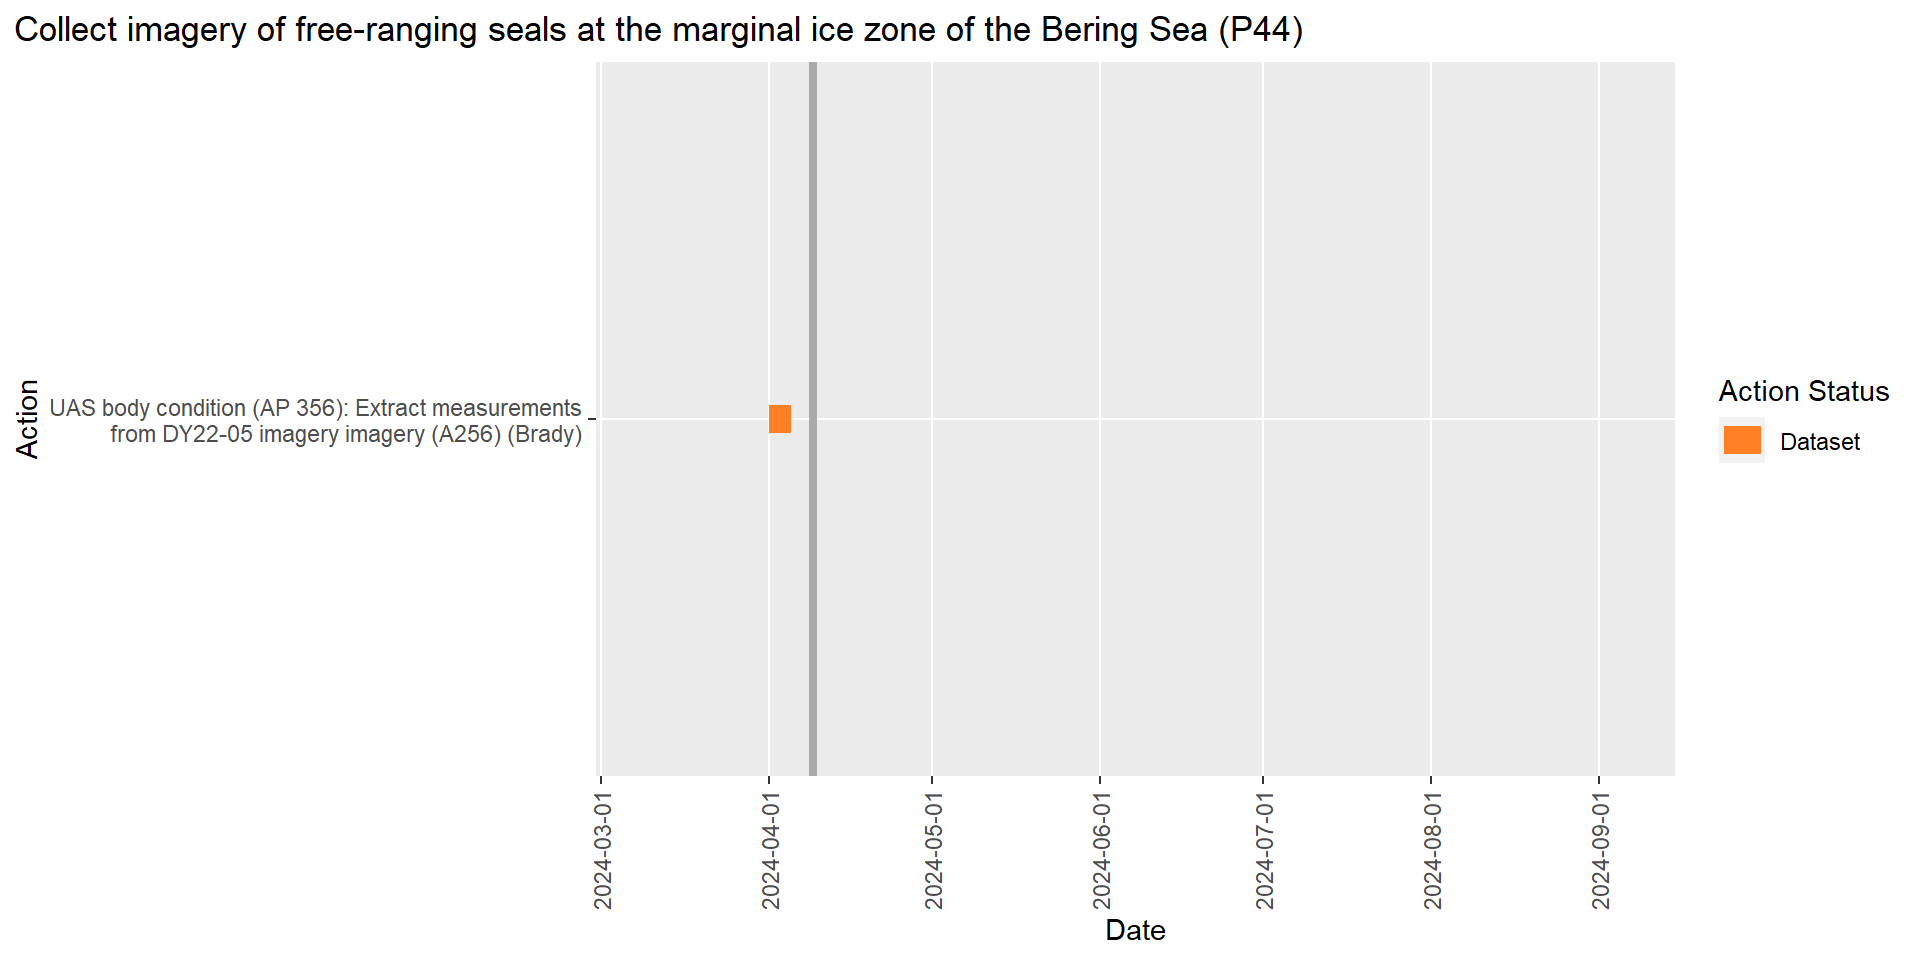 Collect imagery of free-ranging seals at the marginal ice zone of the Bering Sea (P44)
Action
UAS body condition (AP 356): Extract measurements
from DY22-05 imagery imagery (A256) (Brady)
Action Status
Dataset
2024-03-01
2024-04-01
2024-05-01
2024-06-01
2024-07-01
2024-08-01
2024-09-01
Date